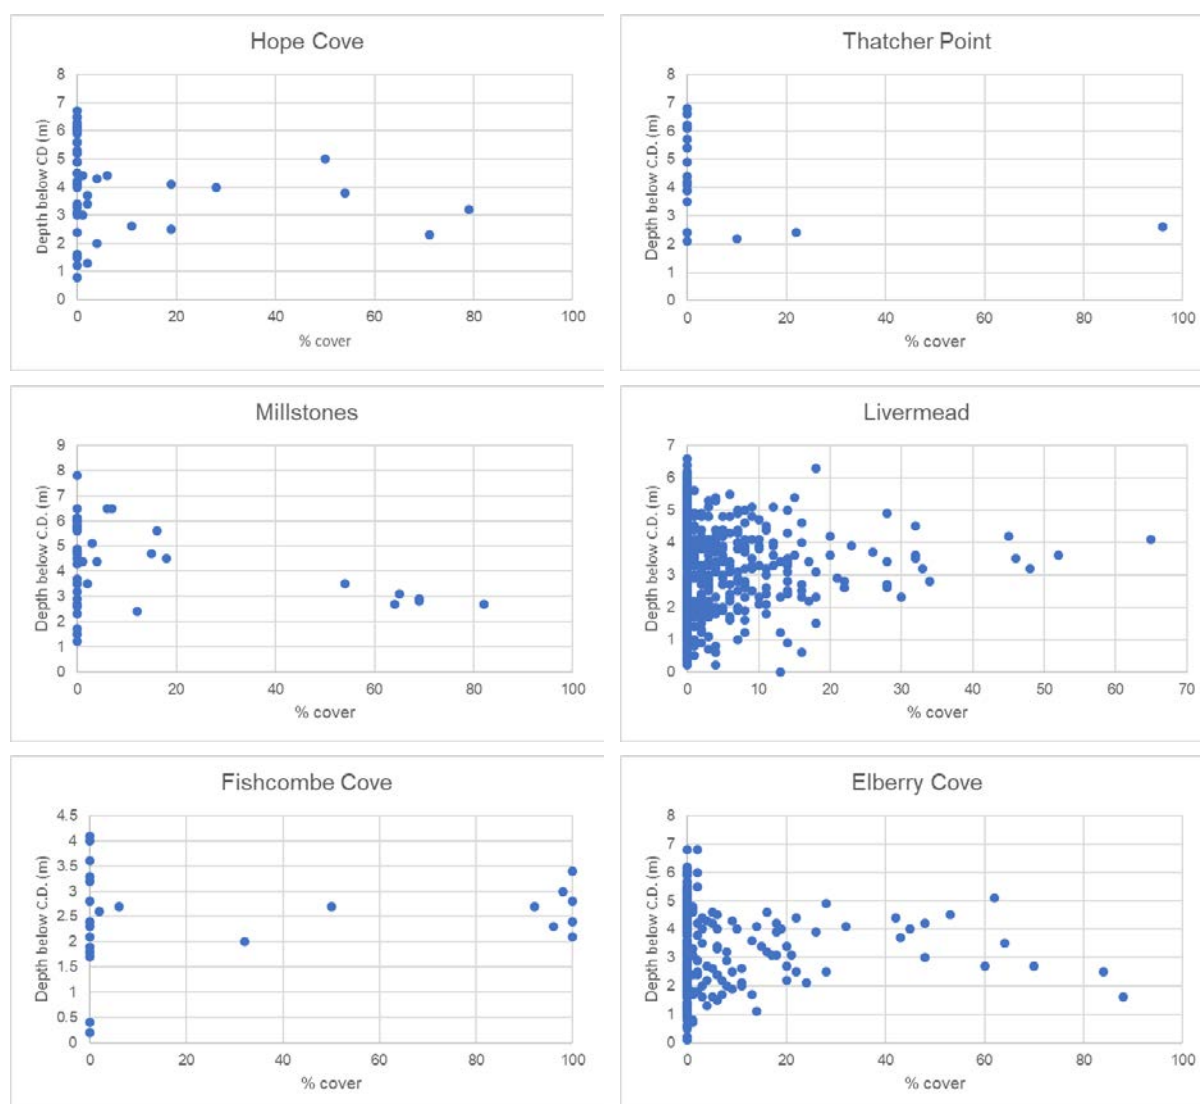 Hope Cove
Depth below CD (m)
8
7
6
5
4
3
2
1
0
0 20 40 60 80 100
% cover
Thatcher Point
Depth below C.D. (m)
8
7
6
5
4
3
2
1
0
0 20 40 60 80 100
% cover
Millstones
Depth below C.D. (m)
9
8
7
6
5
4
3
2
1
0
0 20 40 60 80 100
% cover
Livermead
Depth below C.D. (m)
7
6
5
4
3
2
1
0
0 10 20 30 40 50 60 70
% cover
Fishcombe Cove
Depth below C.D. (m)
4.5
4
3.5
3
2.5
2
1.5
1
0.5
0
0 20 40 60 80 100
% cover
Elberry Cove
Depth below C.D. (m)
8
7
6
5
4
3
2
1
0
0 20 40 60 80 100
% cover